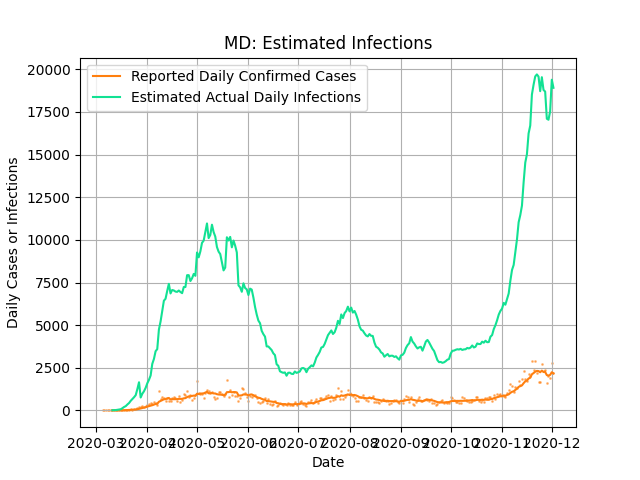 MD: Estimated Infections
Reported Daily Confirmed Cases
Estimated Actual Daily Infections
20000
17500
15000
12500
10000
7500
5000
2500
0
Daily Cases or Infections
2020-03 2020-04 2020-05 2020-06 2020-07 2020-08 2020-09 2020-10 2020-11 2020-12
Date